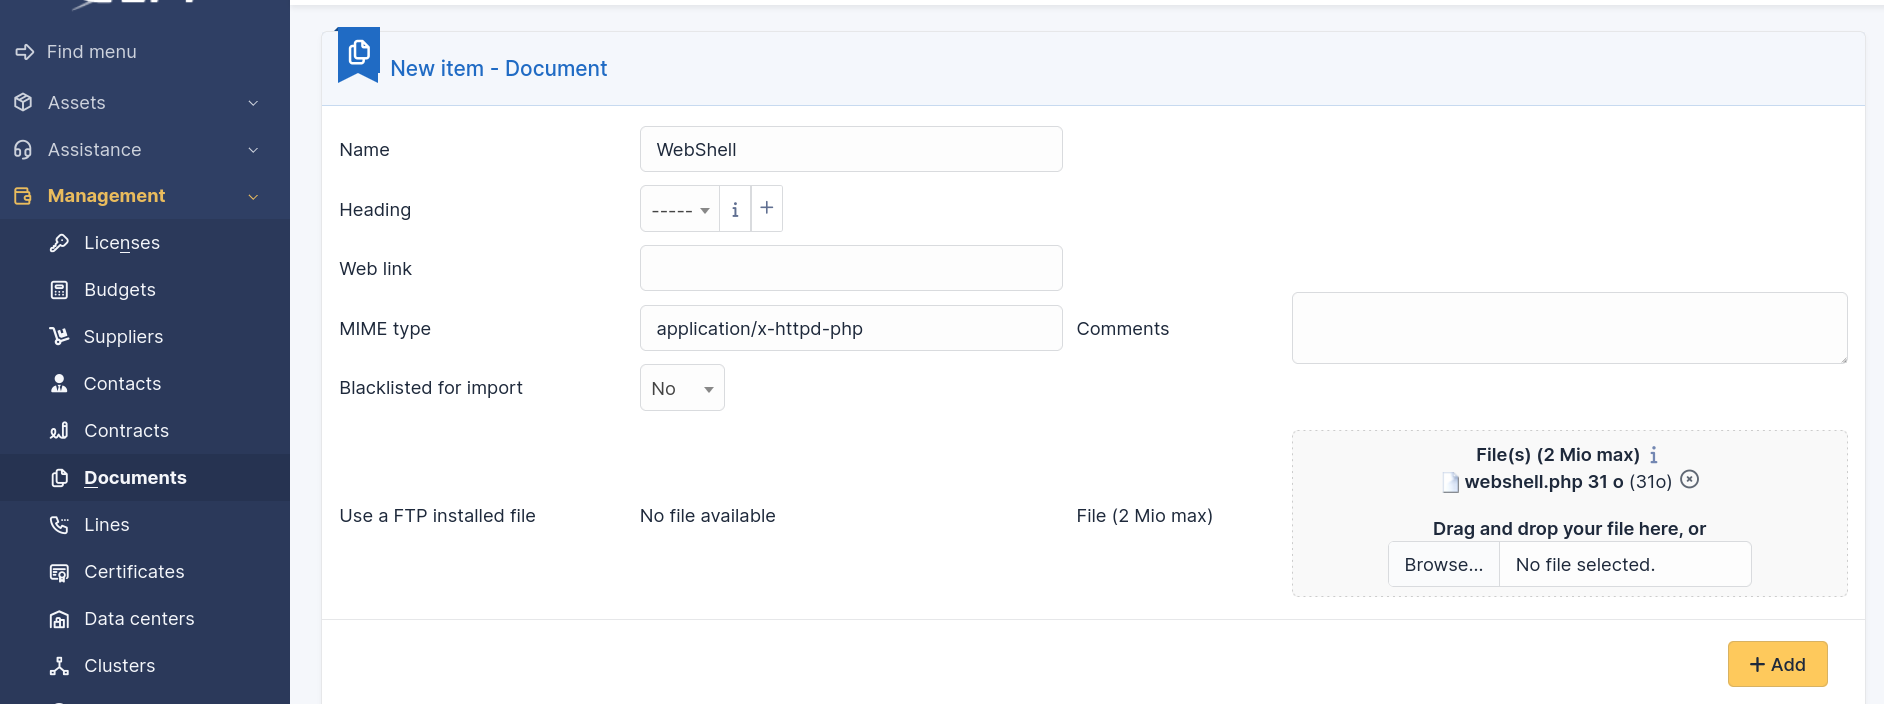 Find menu
Assets
Assistance
Management
Licenses
Budgets
Suppliers
Contacts
Contracts
Documents
Lines
Certificates
Data centers
Clusters
New item - Document
Name WebShell
Heading ----- i +
Web link
MIME type application/x-httpd-php Comments
Blacklisted for import No
File(s) (2 Mio max) i
webshell.php 31 o (31o)
Use a FTP installed file No file available File (2 Mio max)
Drag and drop your file here, or
Browse... No file selected.
+ Add